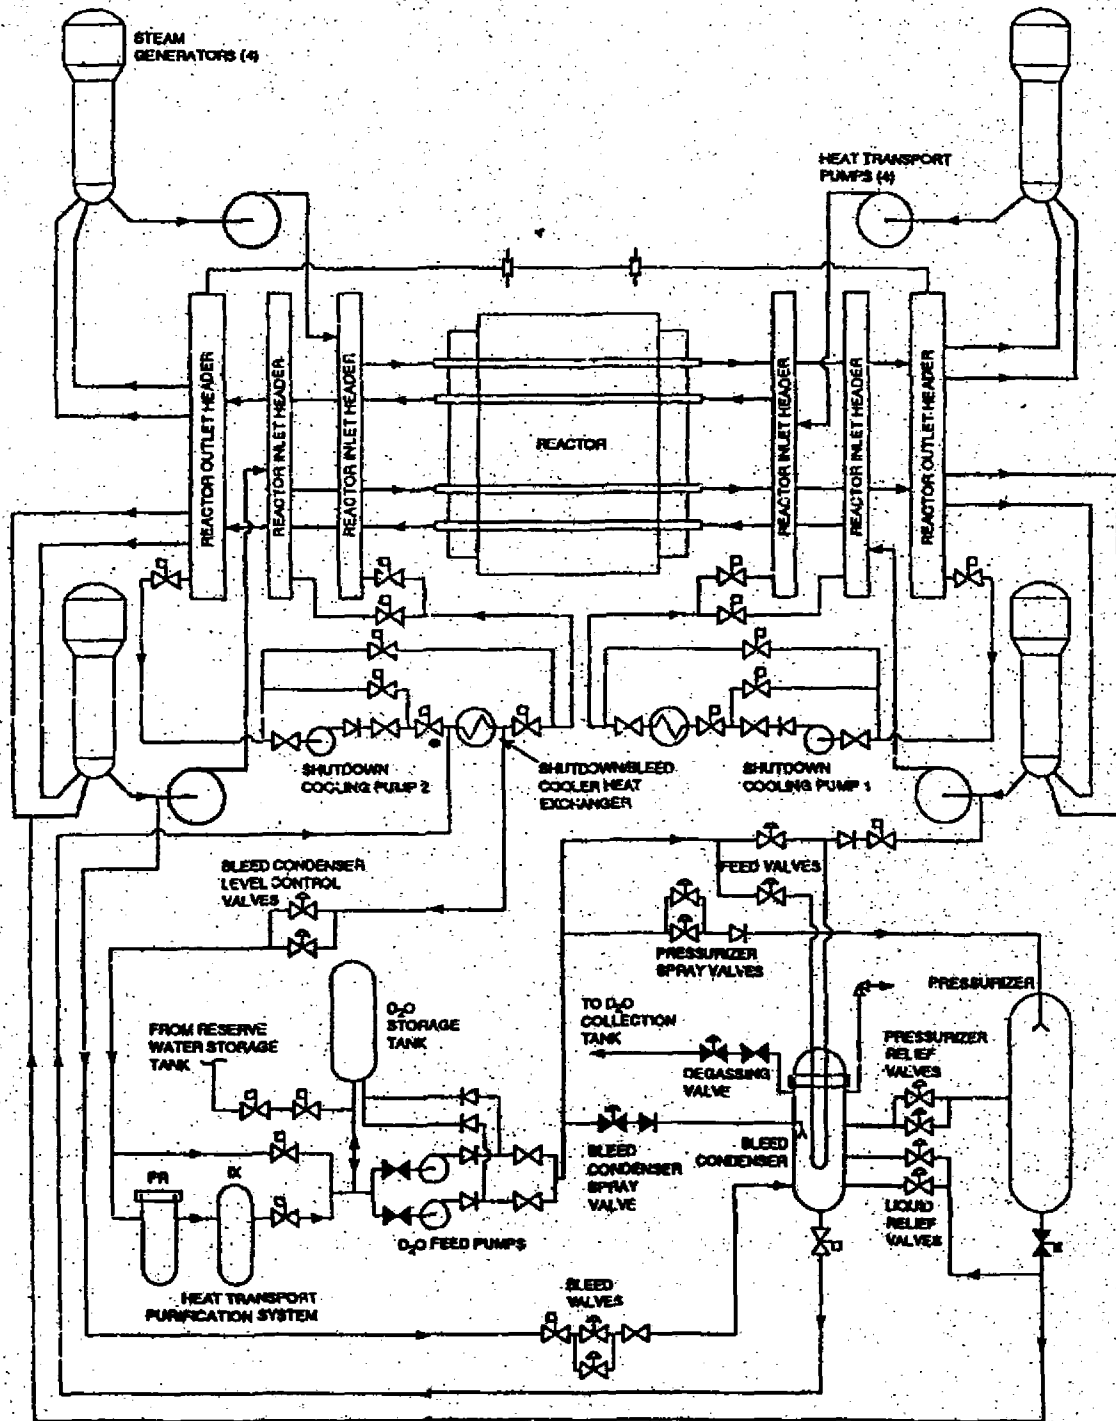 STEAM
GENERATORS (4)
HEAT TRANSPORT
PUMPS (4)
REACTOR OUTLET HEADER
REACTOR INLET HEADER
REACTOR INLET HEADER
REACTOR
REACTOR INLET HEADER
REACTOR INLET HEADER
REACTOR OUTLET HEADER
SHUTDOWN
COOLING PUMP 2
SHUTDOWN/BLEED
COOLER HEAT
EXCHANGER
SHUTDOWN
COOLING PUMP 1
BLEED CONDENSER
LEVEL CONTROL
VALVES
FEED VALVES
PRESSURIZER
SPRAY VALVES
PRESSURIZER
D₂O
STORAGE
TANK
TO D₂O
COLLECTION
TANK
FROM RESERVE
WATER STORAGE
TANK
DEGASSING
VALVE
PRESSURIZER
RELIEF
VALVES
BLEED
CONDENSER
BLEED
CONDENSER
SPRAY
VALVE
FR
IX
LIQUID
RELIEF
VALVES
D₂O FEED PUMPS
HEAT TRANSPORT
PURIFICATION SYSTEM
BLEED
VALVES